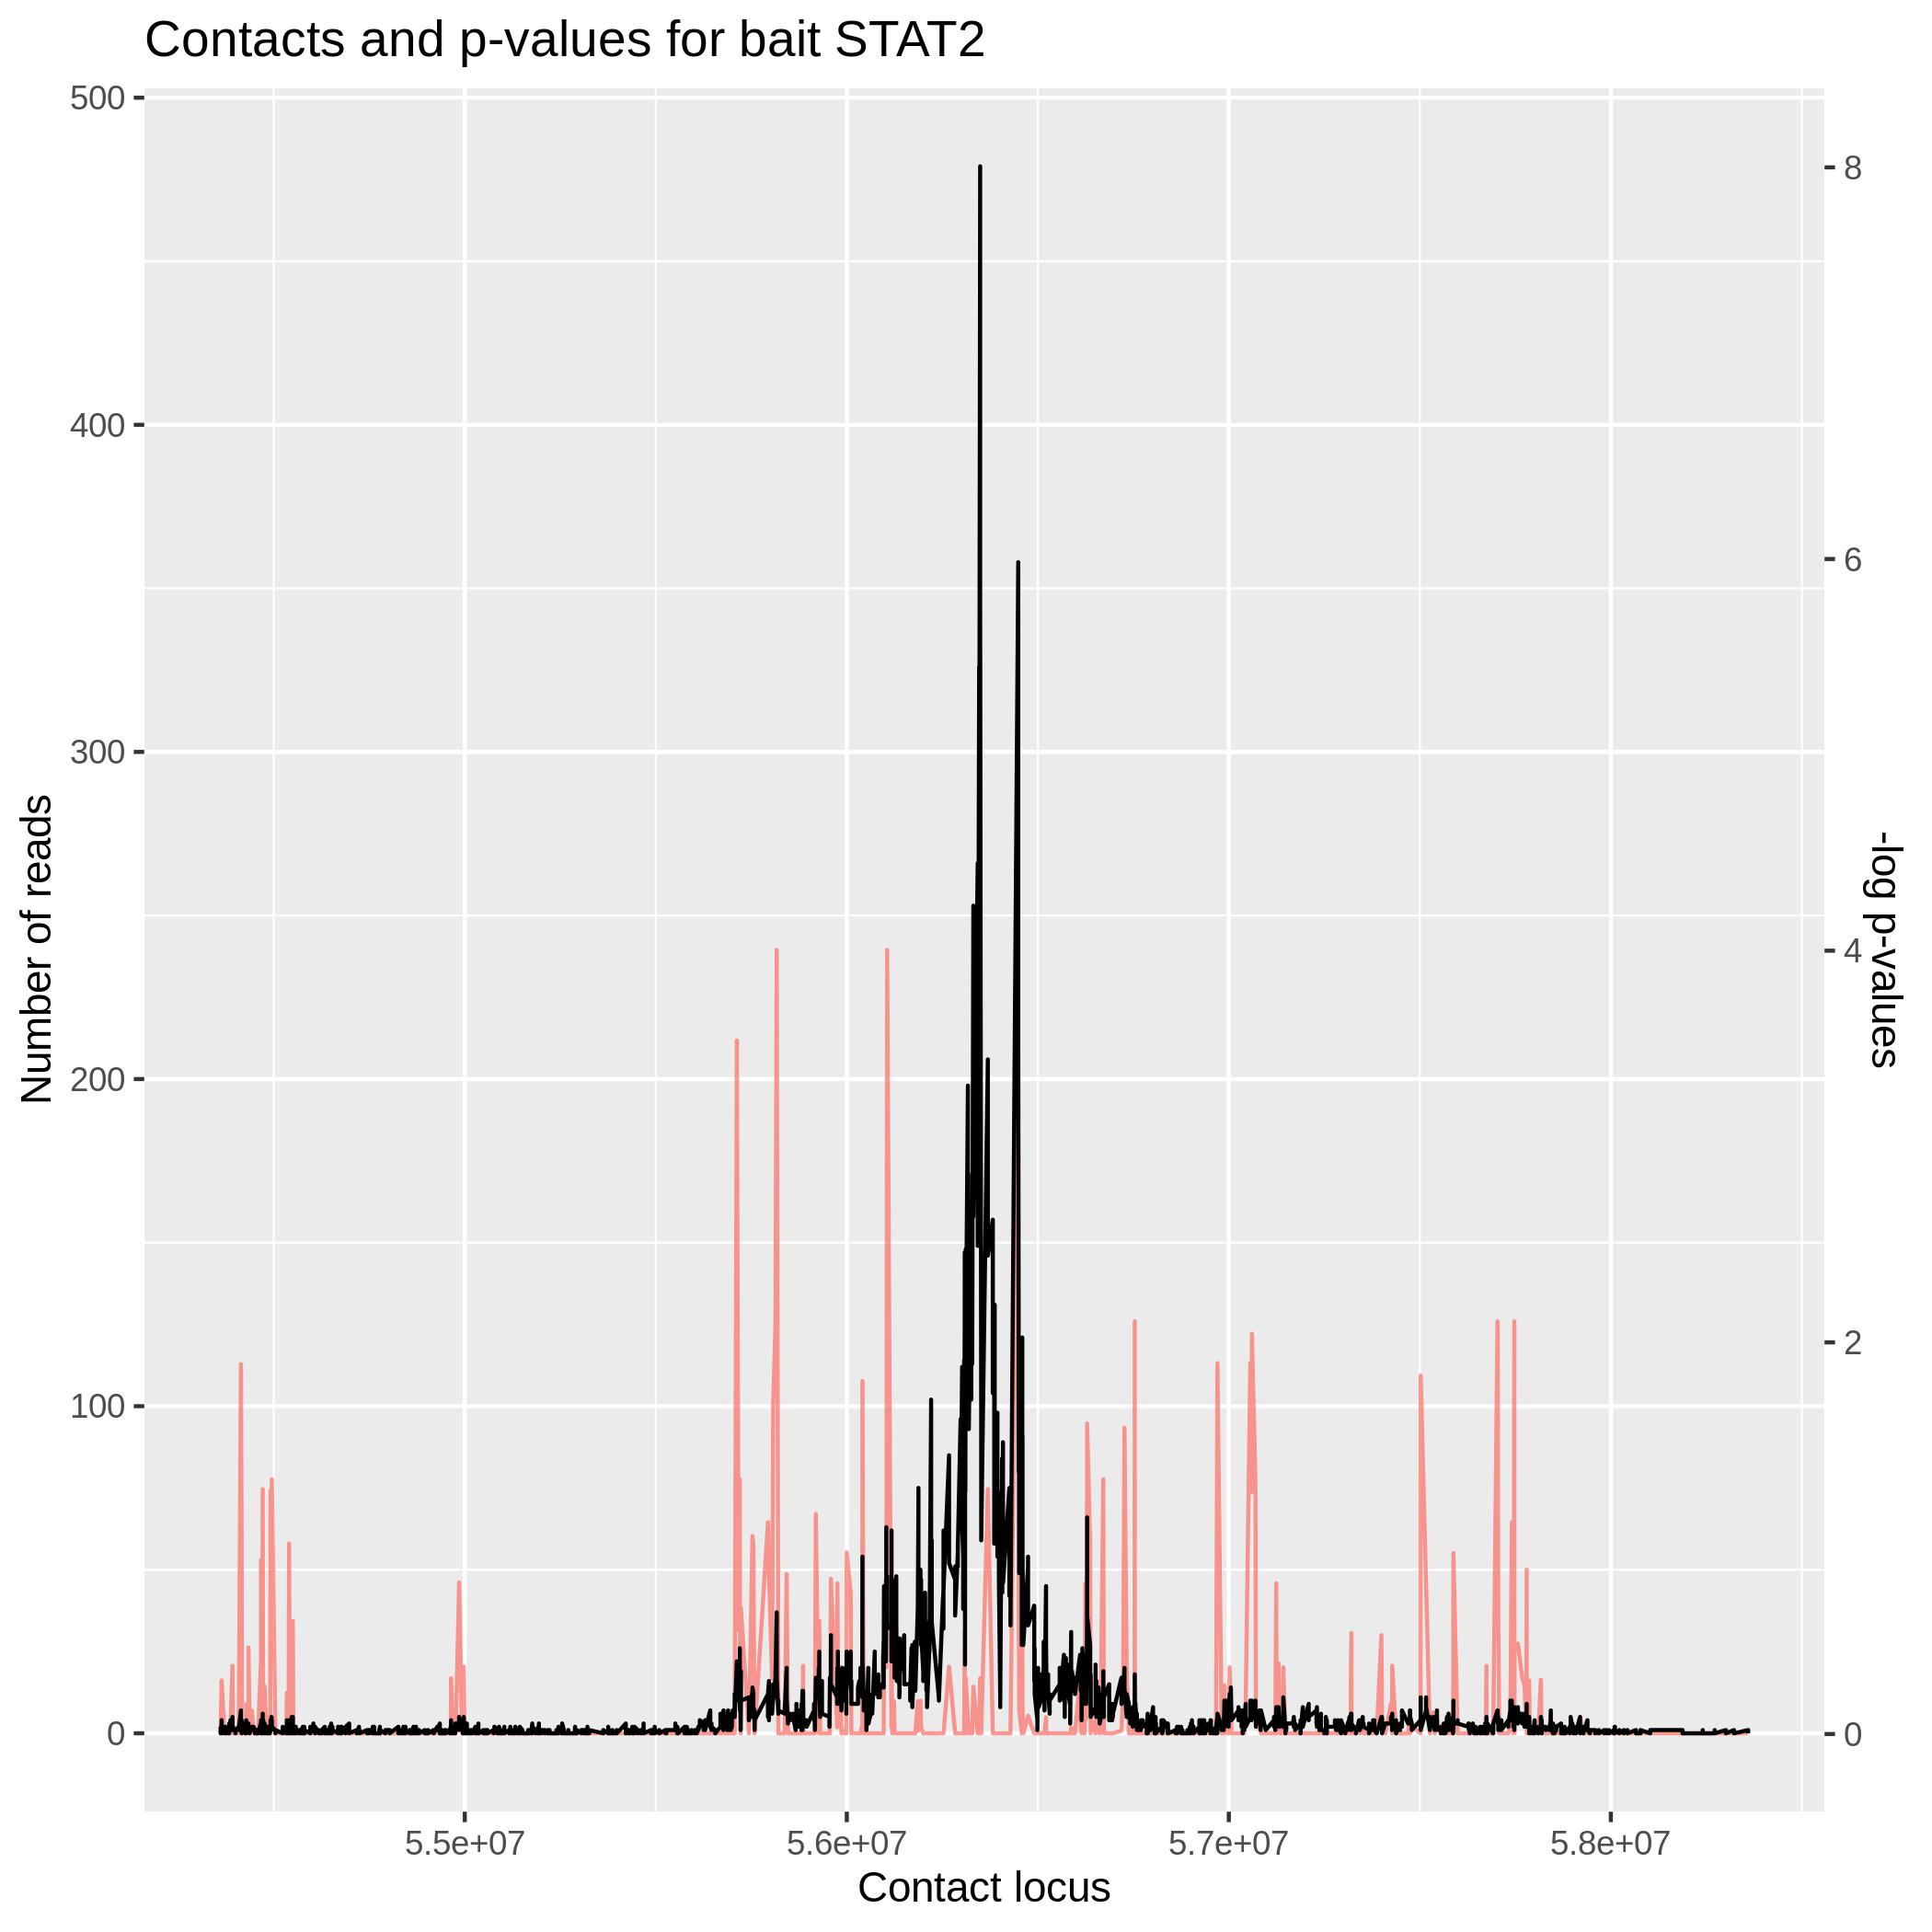 Contacts and p-values for bait STAT2
500
400
300
200
100
0
Number of reads
8
6
4
2
0
-log p-values
5.5e+07
5.6e+07
5.7e+07
5.8e+07
Contact locus